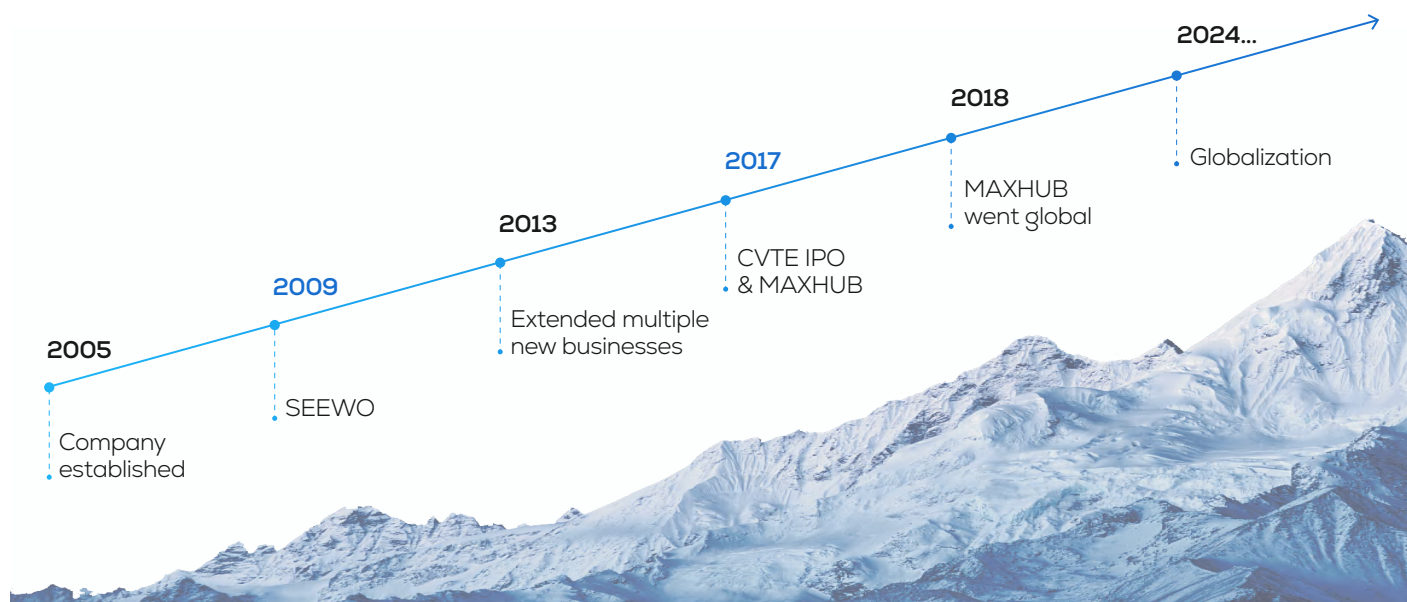 2005
Company
established
2009
SEEWO
2013
Extended multiple
new businesses
2017
CVTE IPO
& MAXHUB
2018
MAXHUB
went global
2024...
Globalization